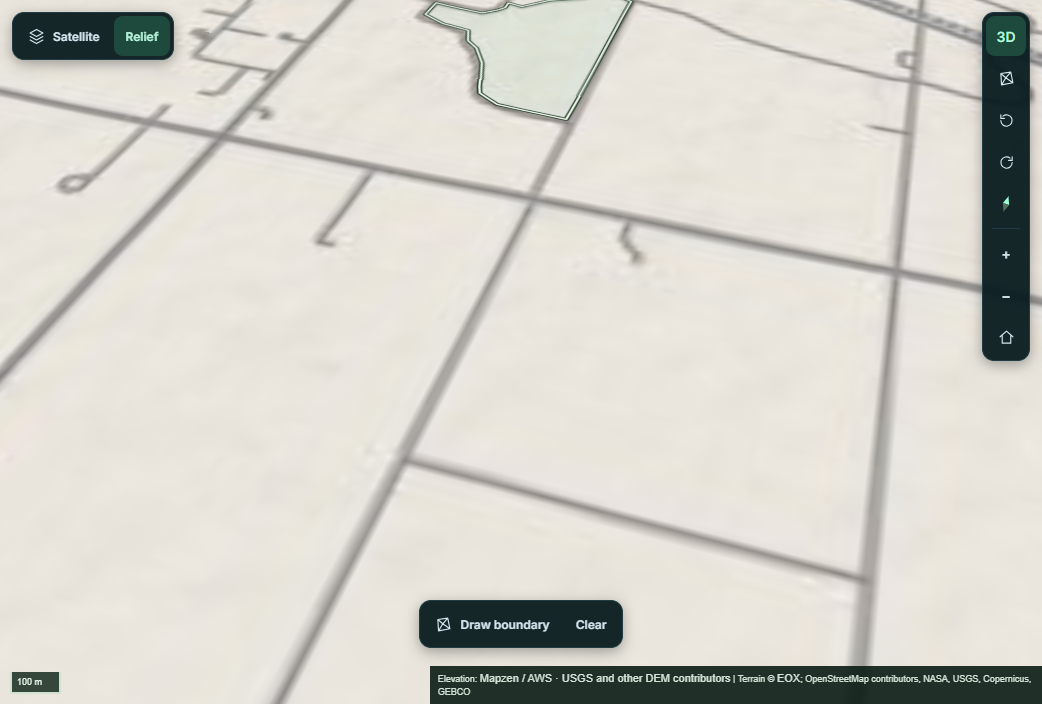 Satellite
Relief
3D
+
−
Draw boundary
Clear
100 m
Elevation: Mapzen / AWS · USGS and other DEM contributors | Terrain © EOX; OpenStreetMap contributors, NASA, USGS, Copernicus,
GEBCO